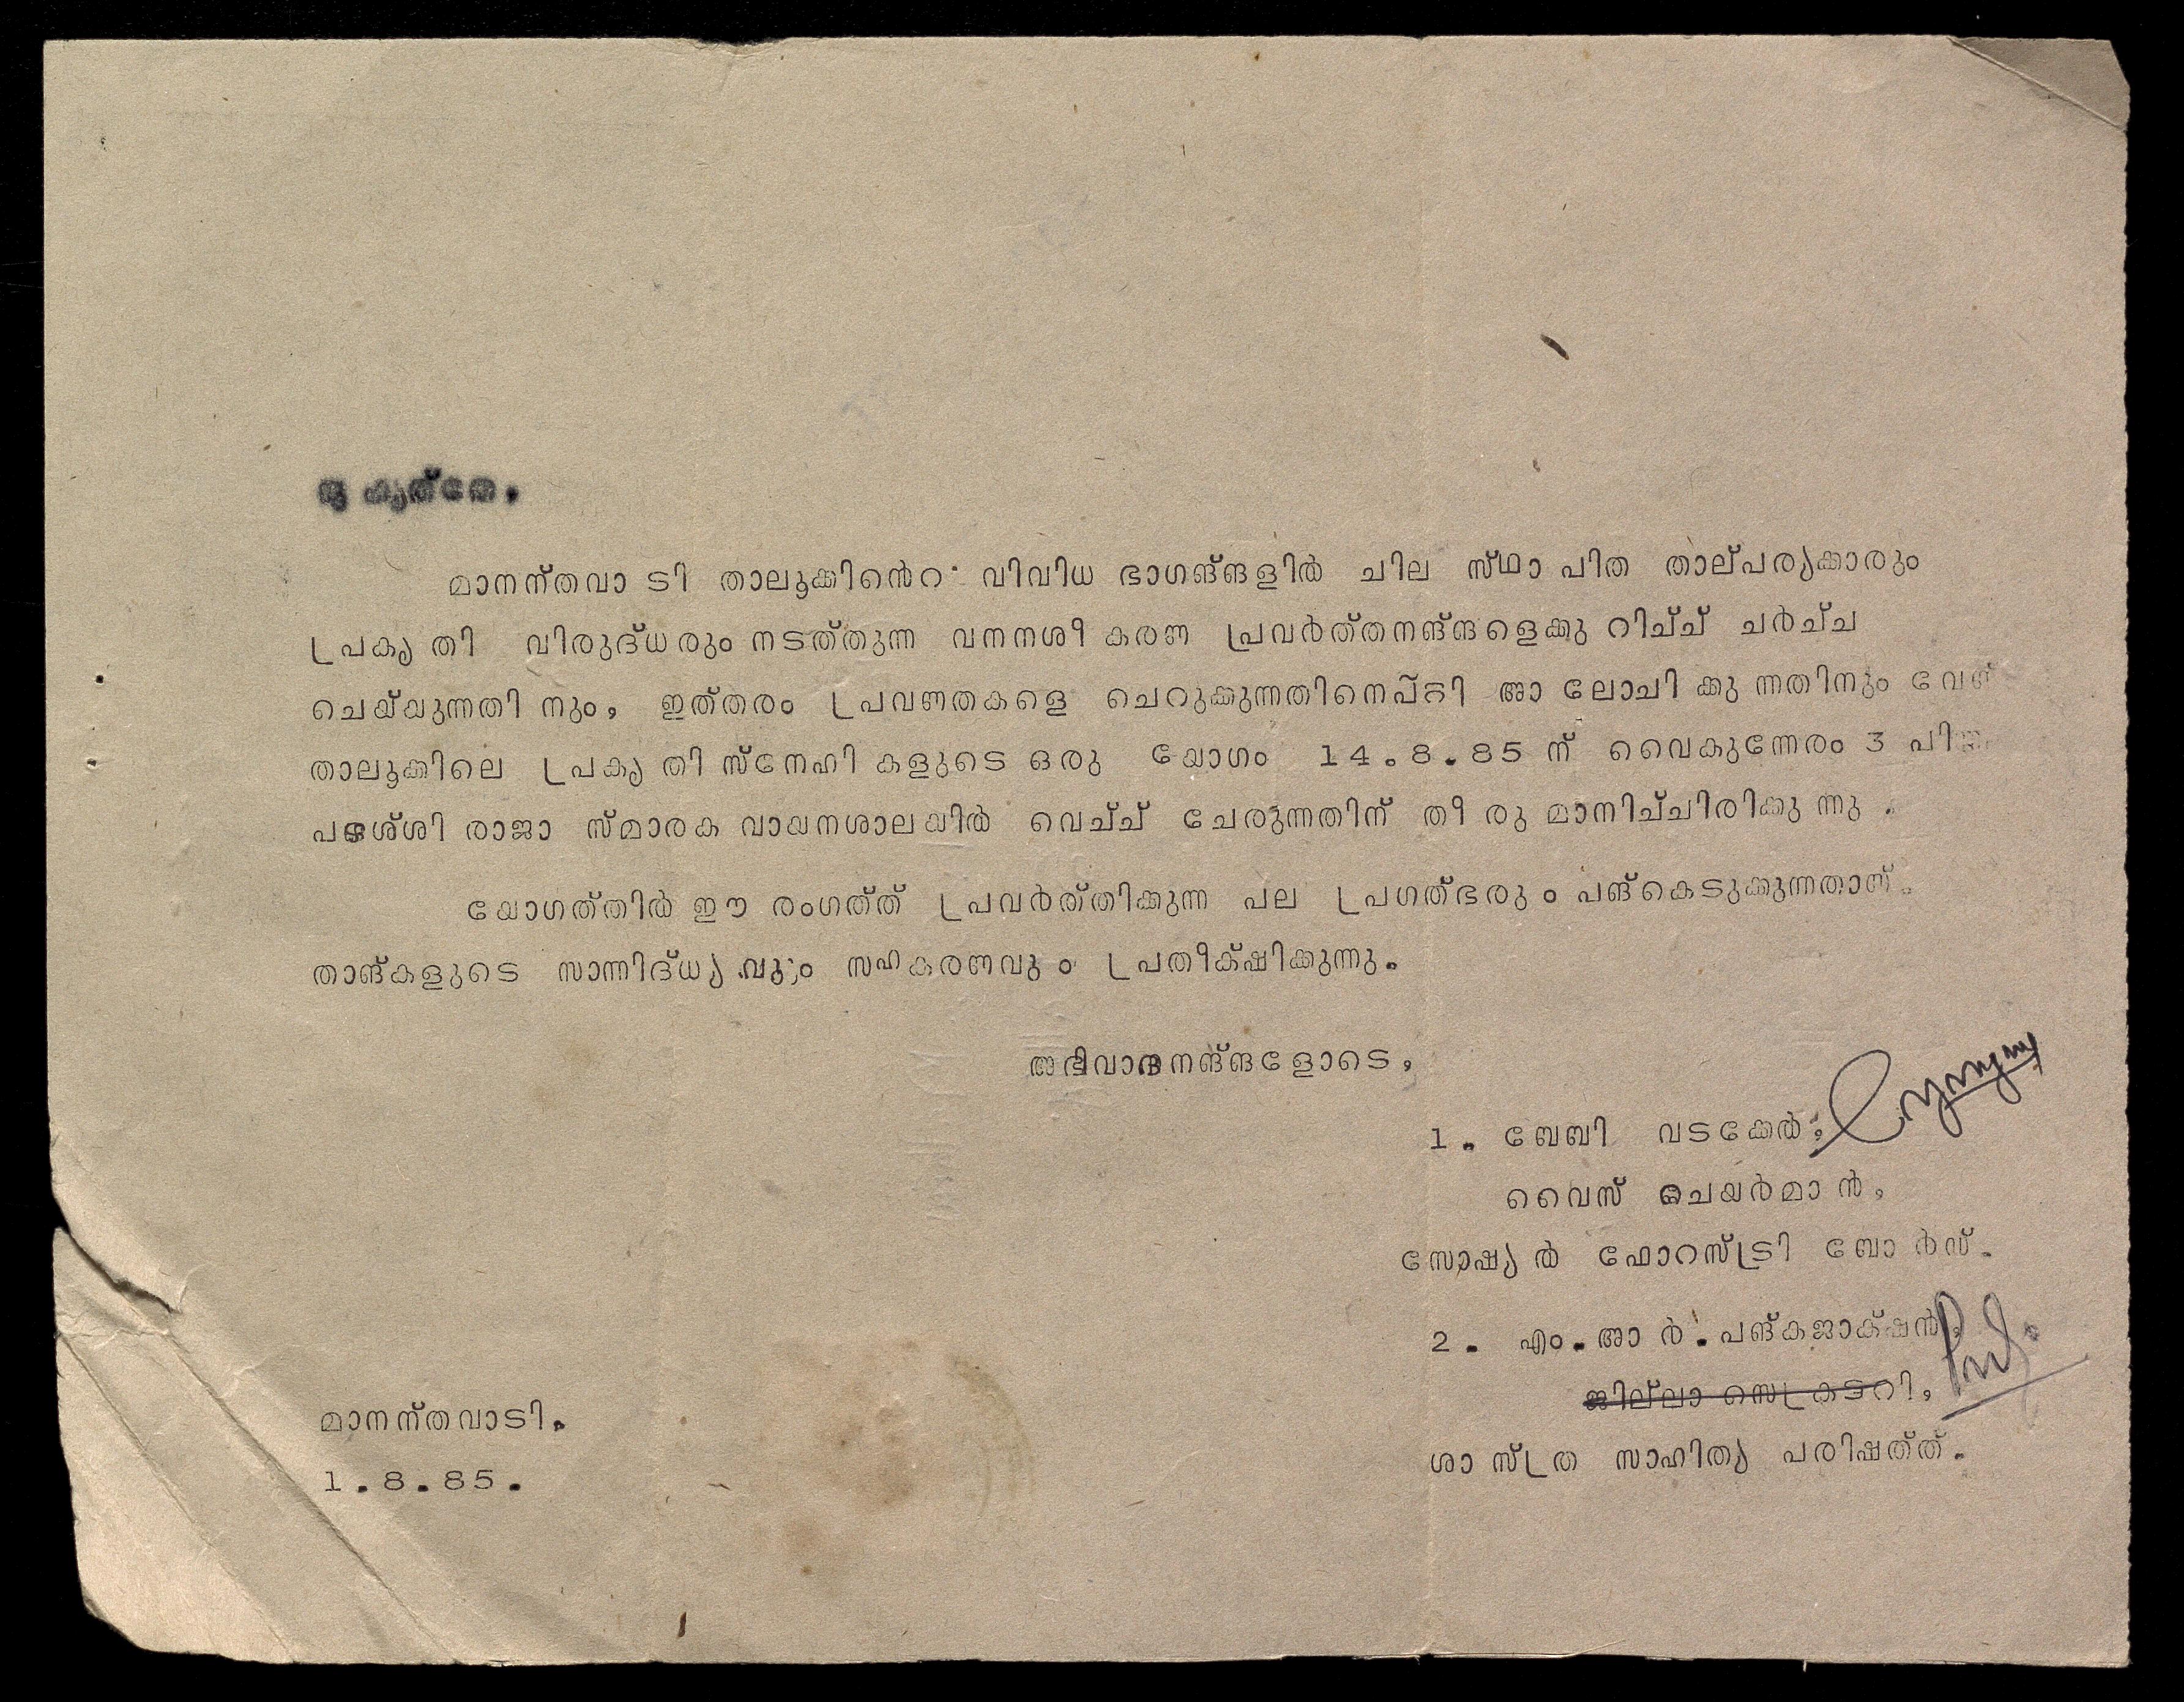 സുഹൃത്തേ,
മാനന്തവാടി താലൂക്കിൻെറ വിവിധ ഭാഗങ്ങളിൽ ചില സ്ഥാപിത താല്പര്യക്കാരും
പ്രകൃതി വിരുദ്ധരും നടത്തുന്ന വനനശീകരണ പ്രവർത്തനങ്ങളെക്കുറിച്ച് ചർച്ച
ചെയ്യുന്നതിനും, ഇത്തരം പ്രവണതകളെ ചെറുക്കുന്നതിനെപ്പറ്റി ആലോചിക്കുന്നതിനും
താലൂക്കിലെ പ്രകൃതി സ്നേഹികളുടെ ഒരു യോഗം 14.8.85 ന് വൈകുന്നേരം 3
പഴശ്ശി രാജാ സ്മാരക വായനശാലയിൽ വെച്ച് ചേരുന്നതിന് തീരുമാനിച്ചിരിക്കുന്നു.
യോഗത്തിൽ ഈ രംഗത്ത് പ്രവർത്തിക്കുന്ന പല പ്രഗത്ഭരും പങ്കെടുക്കുന്നതാണ്.
താങ്കളുടെ സാന്നിദ്ധ്യവും സഹകരണവും പ്രതീക്ഷിക്കുന്നു.
അഭിവാദനങ്ങളോടെ,
1. ബേബി വടക്കേൽ,
വൈസ് ചെയർമാൻ,
സോഷ്യൽ ഫോറസ്ട്രി ബോർഡ്.
2. എം.ആർ.പങ്കജാക്ഷൻ,
ജില്ലാ സെക്രട്ടറി,
ശാസ്ത്ര സാഹിത്യ പരിഷത്ത്.
മാനന്തവാടി.
1.8.85.